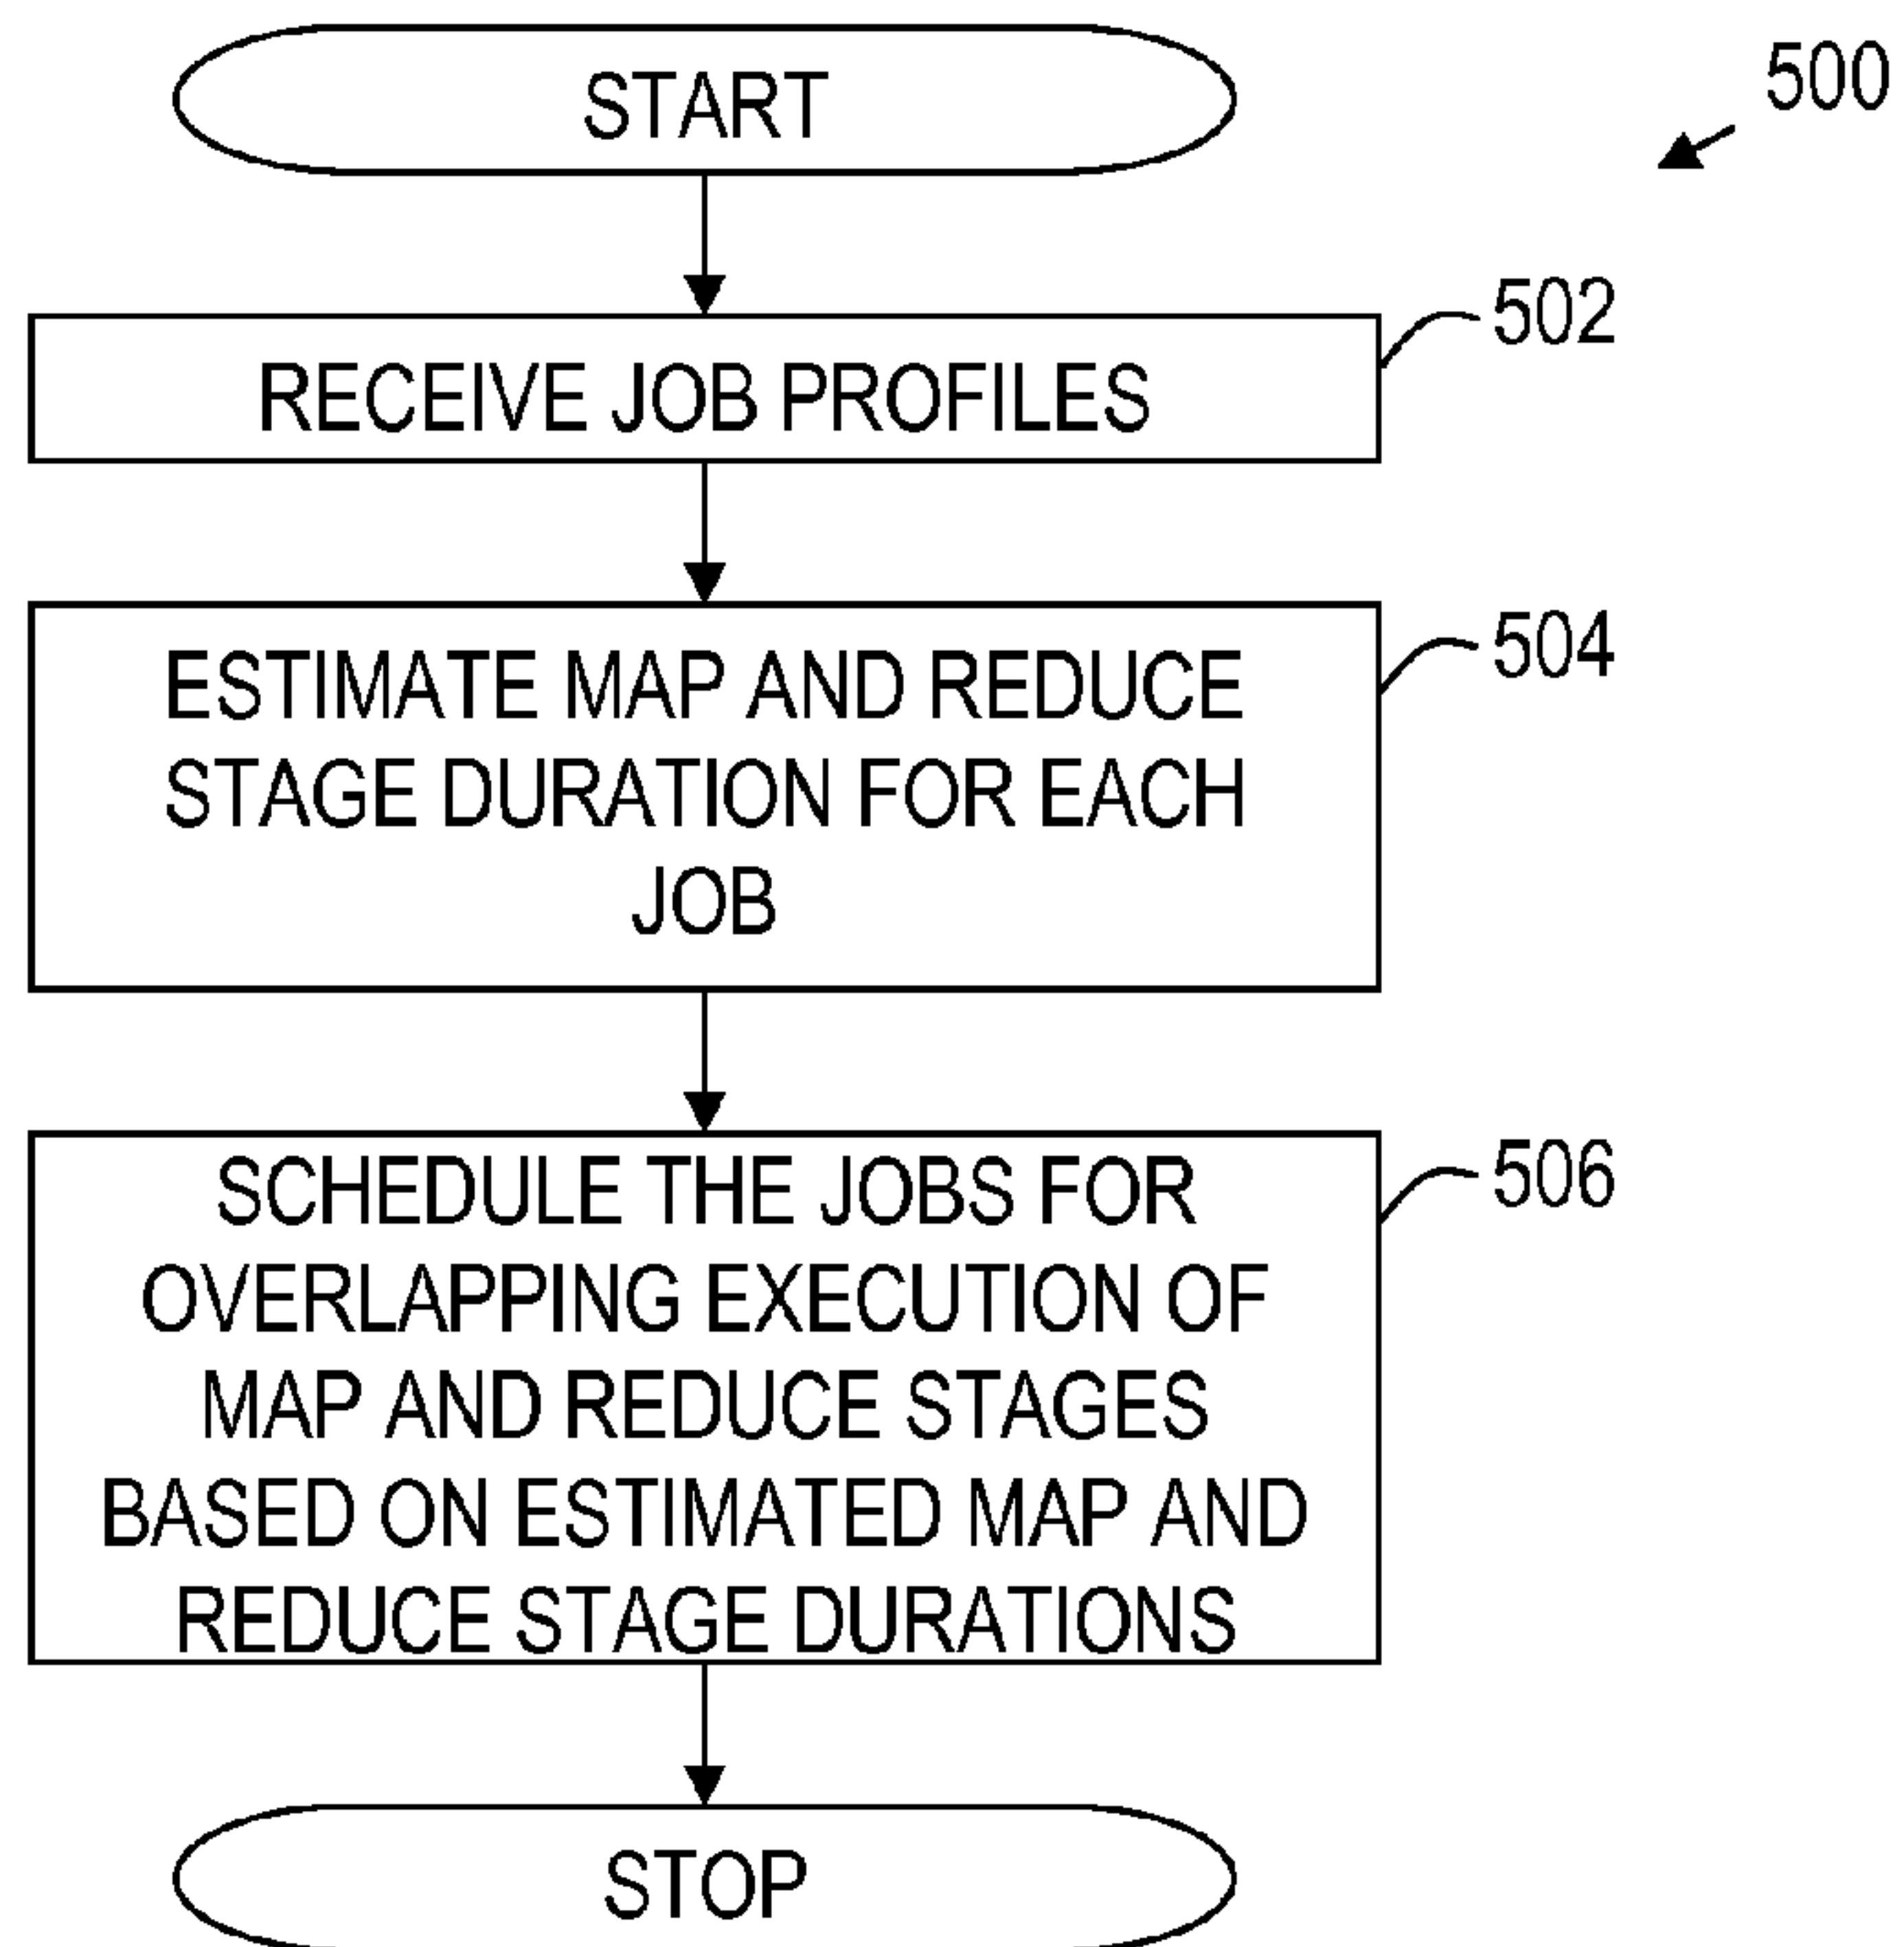 START
500
RECEIVE JOB PROFILES
502
ESTIMATE MAP AND REDUCE
STAGE DURATION FOR EACH
JOB
504
SCHEDULE THE JOBS FOR
OVERLAPPING EXECUTION OF
MAP AND REDUCE STAGES
BASED ON ESTIMATED MAP AND
REDUCE STAGE DURATIONS
506
STOP